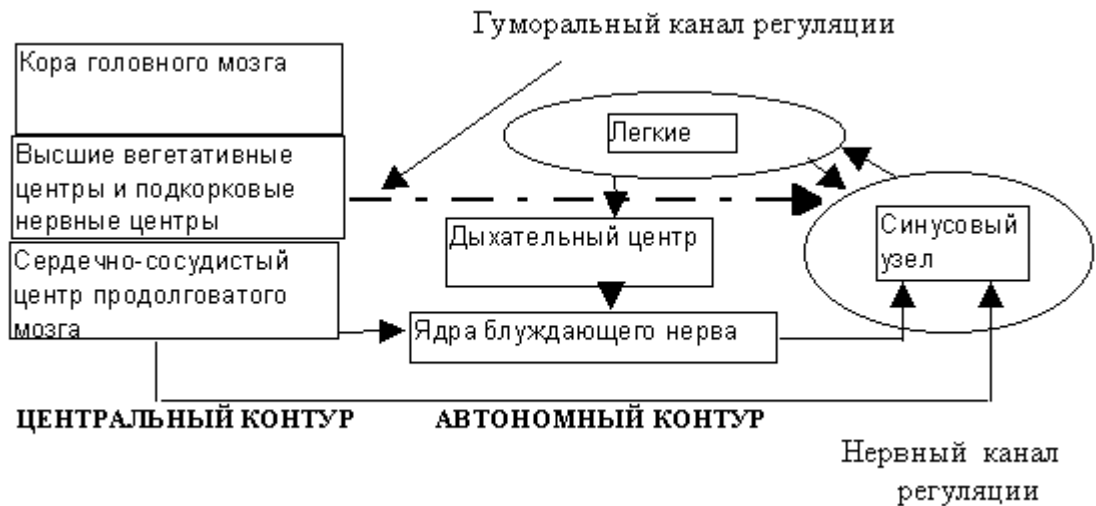 Гуморальный канал регуляции
Кора головного мозга
Легкие
Высшие вегетативные
центры и подкорковые
нервные центры
Дыхательный центр
Синусовый
узел
Сердечно-сосудистый
центр продолговатого
мозга
Ядра блуждающего нерва
ЦЕНТРАЛЬНЫЙ КОНТУР
АВТОНОМНЫЙ КОНТУР
Нервный канал
регуляции